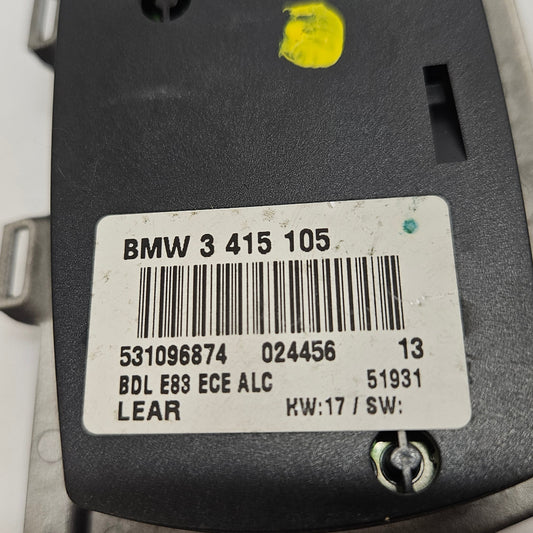 BMW 3 415 105
531096874 024456 13
BDL E83 ECE ALC 51931
LEAR KW:17 / SW: